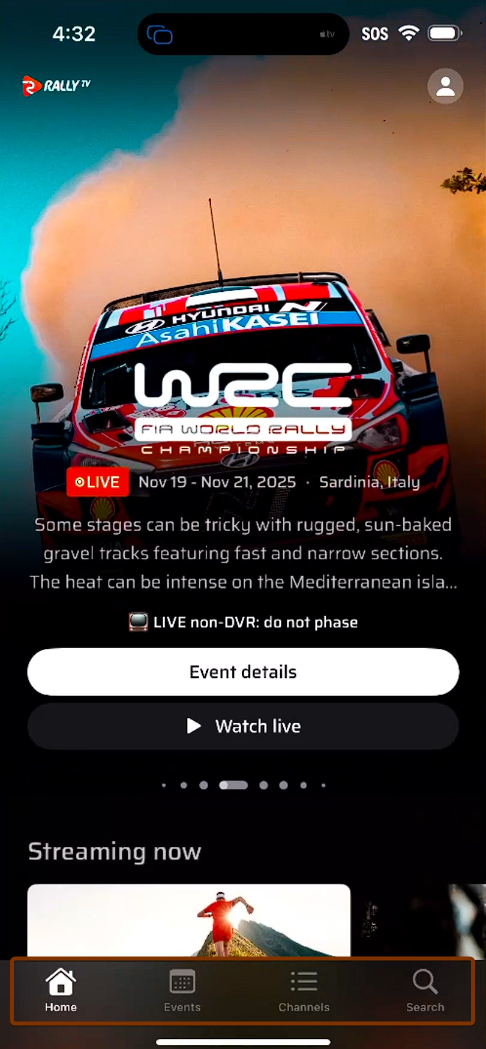 4:32
tv
SOS
RALLY TV
HYUNDAI N
AsahiKASEI
WRC
FIA WORLD RALLY
CHAMPIONSHIP
LIVE Nov 19 - Nov 21, 2025 · Sardinia, Italy
Some stages can be tricky with rugged, sun-baked
gravel tracks featuring fast and narrow sections.
The heat can be intense on the Mediterranean isla...
LIVE non-DVR: do not phase
Event details
Watch live
Streaming now
Home
Events
Channels
Search